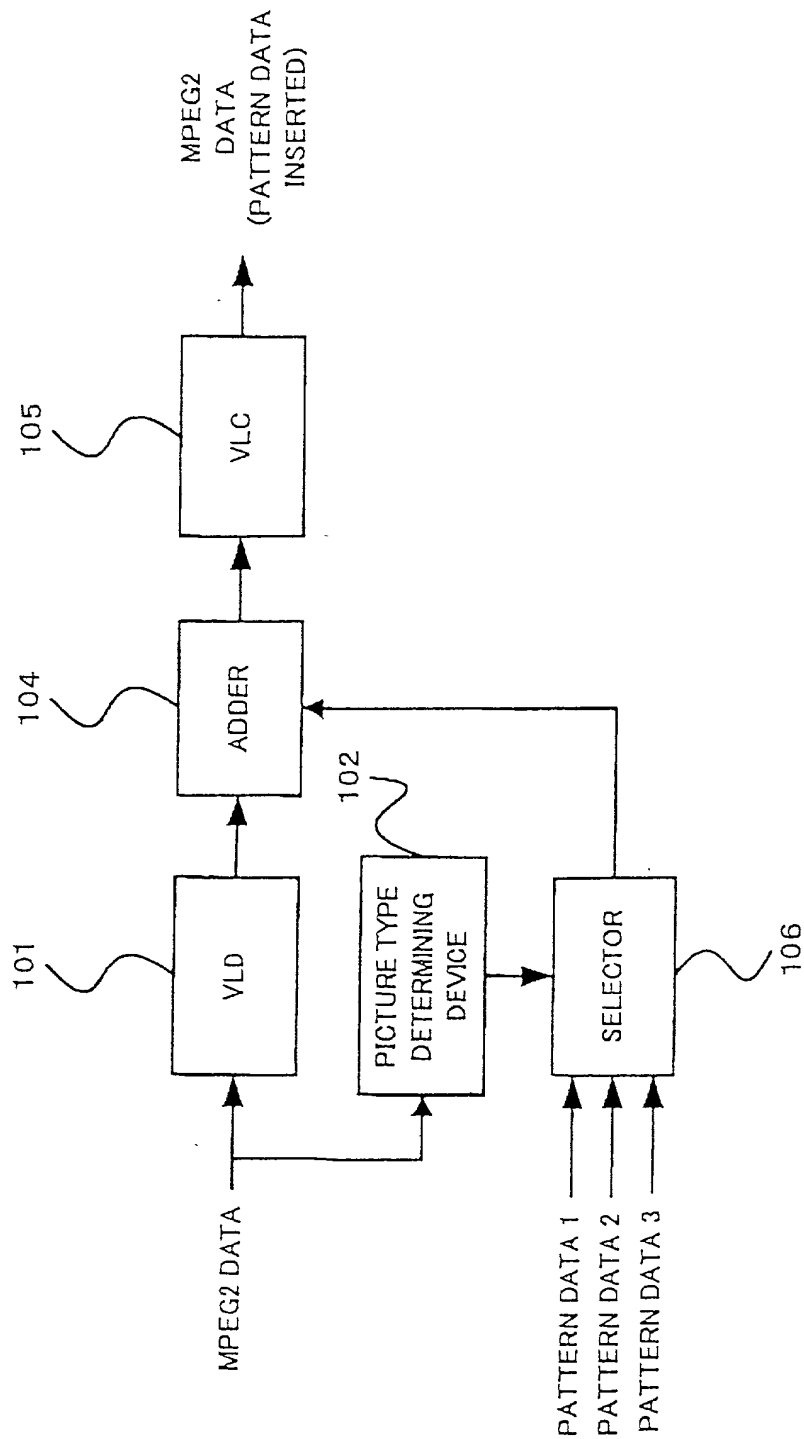 MPEG2 DATA
101
VLD
104
ADDER
105
VLC
MPEG2
DATA
(PATTERN DATA
INSERTED)
102
PICTURE TYPE
DETERMINING
DEVICE
PATTERN DATA 1
PATTERN DATA 2
PATTERN DATA 3
SELECTOR
106